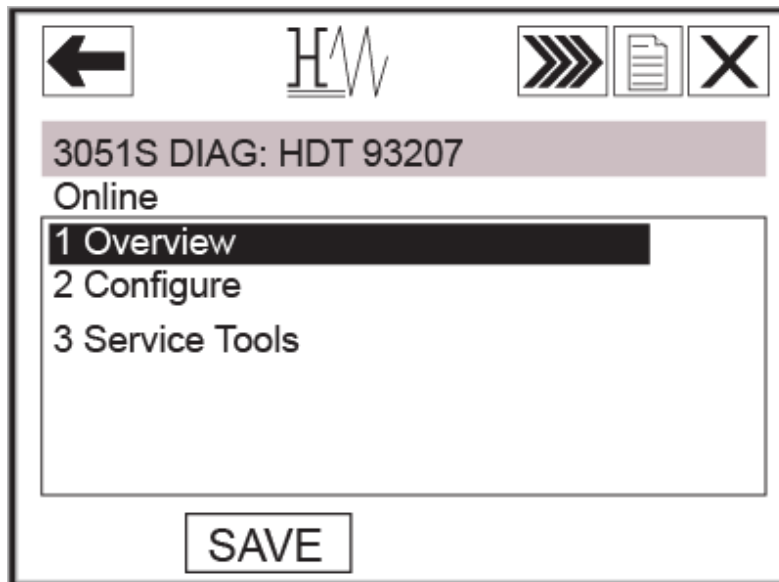 3051S DIAG: HDT 93207
Online
1 Overview
2 Configure
3 Service Tools
SAVE